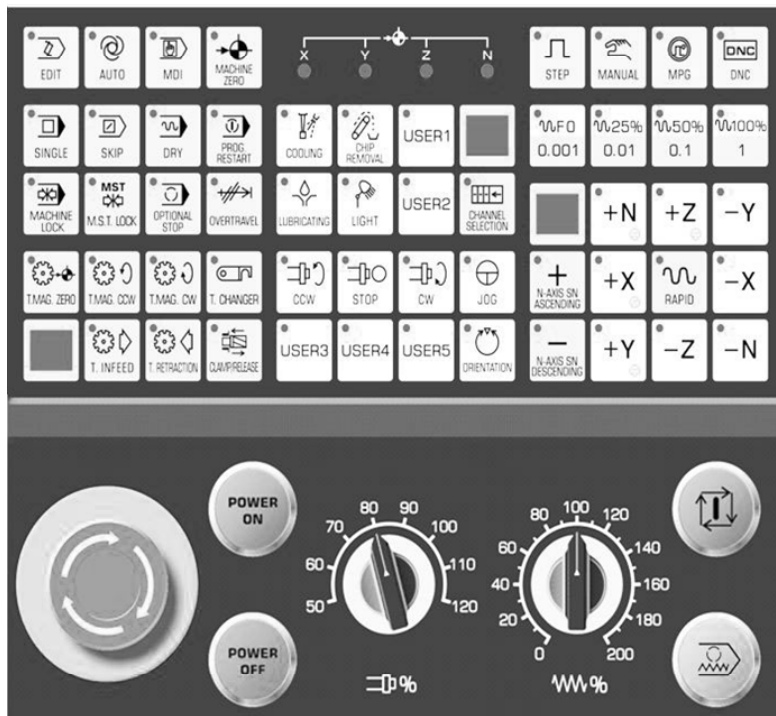 X Y Z N
EDIT AUTO MDI MACHINE ZERO
STEP MANUAL MPG DNC DNC
SINGLE SKIP DRY PROG. RESTART
COOLING CHIP REMOVAL USER1
F0 0.001 25% 0.01 50% 0.1 100% 1
MACHINE LOCK MST M.S.T. LOCK OPTIONAL STOP OVERTRAVEL
LUBRICATING LIGHT USER2 CHANNEL SELECTION
+N +Z −Y
T.MAG. ZERO T.MAG. CCW T.MAG. CW T. CHANGER
CCW STOP CW JOG
+ N-AXIS SN ASCENDING +X RAPID −X
T. INFEED T. RETRACTION CLAMP/RELEASE
USER3 USER4 USER5 ORIENTATION
− N-AXIS SN DESCENDING +Y −Z −N
POWER ON
50 60 70 80 90 100 110 120
%
0 20 40 60 80 100 120 140 160 180 200
%
POWER OFF